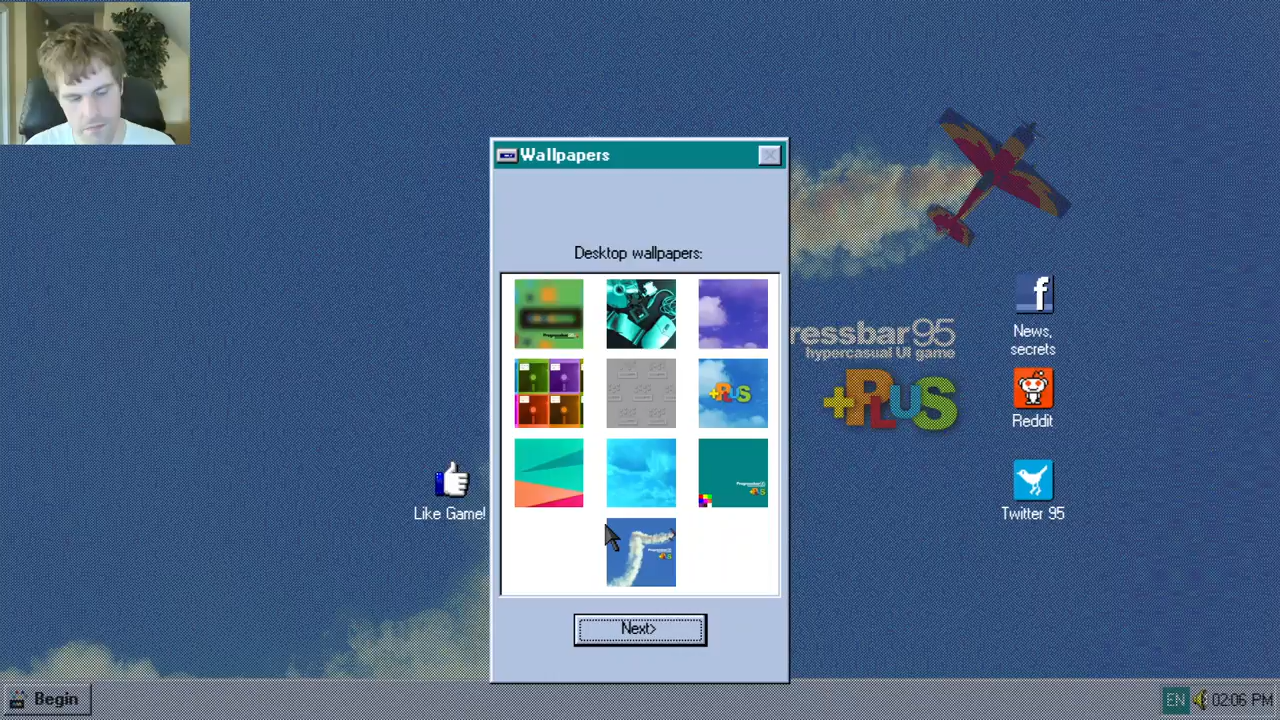 Wallpapers
Desktop wallpapers:
+PLUS
ressbar95
hypercasual UI game
+PLUS
News,
secrets
Reddit
Like Game!
Twitter 95
Next>
Begin
EN
02:06 PM